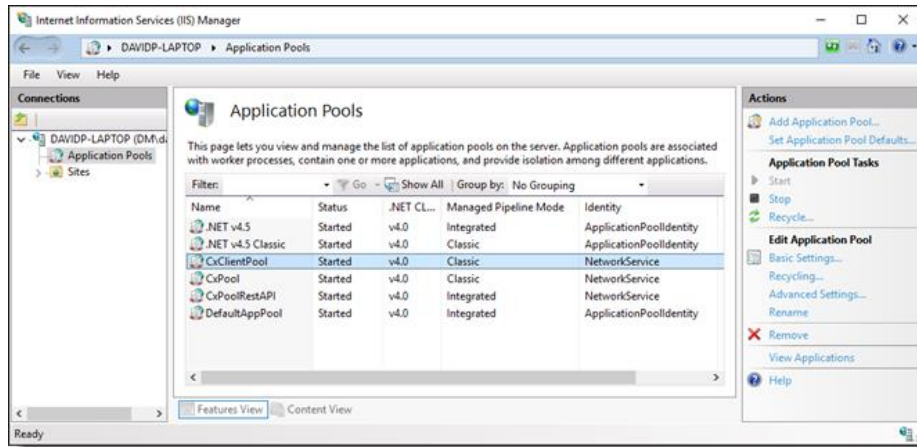 Internet Information Services (IIS) Manager
DAVIDP-LAPTOP Application Pools
File View Help
Connections
DAVIDP-LAPTOP (DM\d
Application Pools
Sites
Application Pools
This page lets you view and manage the list of application pools on the server. Application pools are associated
with worker processes, contain one or more applications, and provide isolation among different applications.
Filter: Go Show All Group by: No Grouping
Name Status .NET CL... Managed Pipeline Mode Identity
.NET v4.5 Started v4.0 Integrated ApplicationPoolIdentity
.NET v4.5 Classic Started v4.0 Classic ApplicationPoolIdentity
CxClientPool Started v4.0 Classic NetworkService
CxPool Started v4.0 Classic NetworkService
CxPoolRestAPI Started v4.0 Integrated NetworkService
DefaultAppPool Started v4.0 Integrated ApplicationPoolIdentity
Features View Content View
Actions
Add Application Pool...
Set Application Pool Defaults...
Application Pool Tasks
Start
Stop
Recycle...
Edit Application Pool
Basic Settings...
Recycling...
Advanced Settings...
Rename
Remove
View Applications
Help
Ready